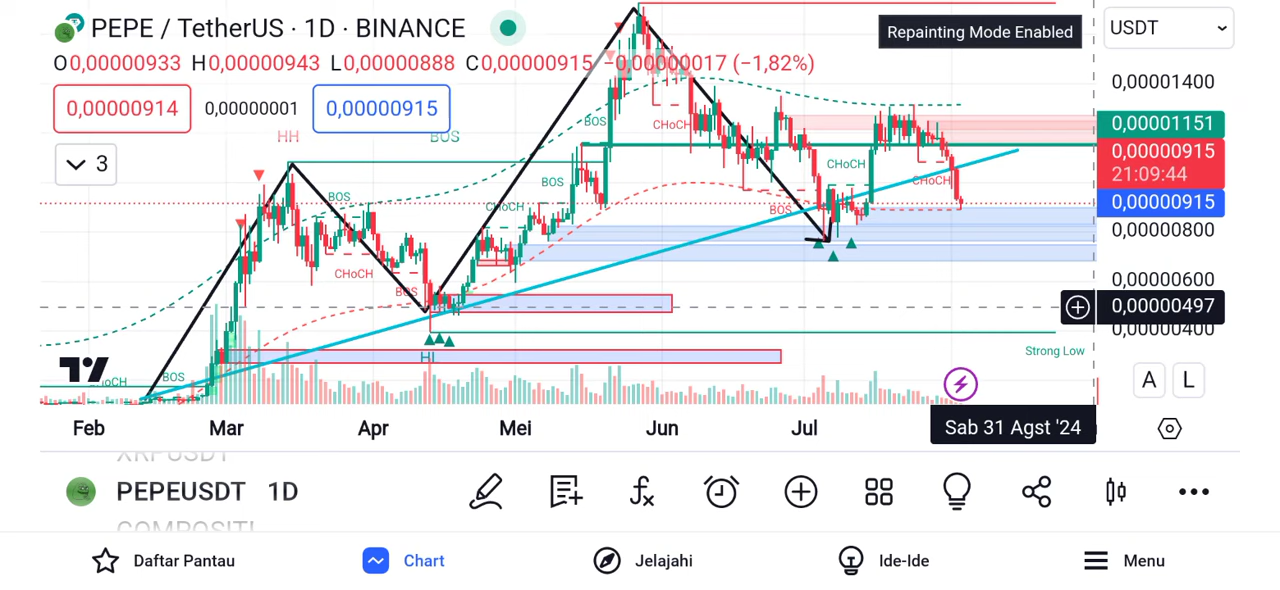 PEPE / TetherUS · 1D · BINANCE
Repainting Mode Enabled
USDT
O0,00000933 H0,00000943 L0,00000888 C0,00000915 −0,00000017 (−1,82%)
0,00000914
0,00000001
0,00000915
3
HH
BOS
BOS
BOS
BOS
BOS
CHoCH
CHoCH
CHoCH
CHoCH
CHoCH
BOS
BOS
HL
BOS
Strong Low
0,00001400
0,00001151
0,00000915
21:09:44
0,00000915
0,00000800
0,00000600
0,00000497
0,00000400
A
L
Feb
Mar
Apr
Mei
Jun
Jul
Sab 31 Agst '24
XRPUSDT
PEPEUSDT 1D
Daftar Pantau
Chart
Jelajahi
Ide-Ide
Menu